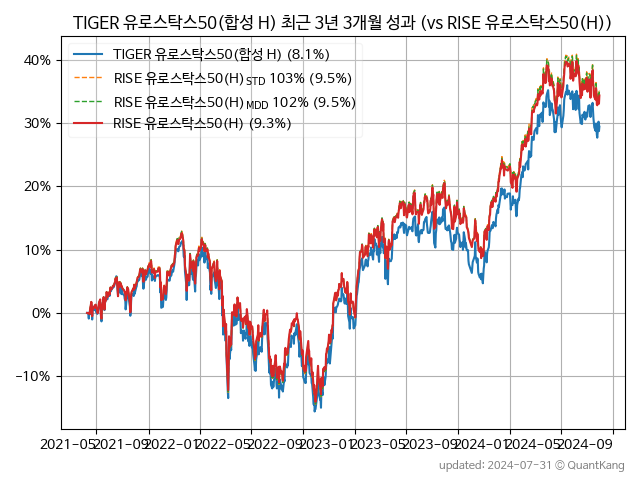 TIGER 유로스탁스50(합성 H) 최근 3년 3개월 성과 (vs RISE 유로스탁스50(H))
TIGER 유로스탁스50(합성 H) (8.1%)
RISE 유로스탁스50(H) STD 103% (9.5%)
RISE 유로스탁스50(H) MDD 102% (9.5%)
RISE 유로스탁스50(H) (9.3%)
40%
30%
20%
10%
0%
−10%
2021-05 2021-09 2022-01 2022-05 2022-09 2023-01 2023-05 2023-09 2024-01 2024-05 2024-09
updated: 2024-07-31 © QuantKang